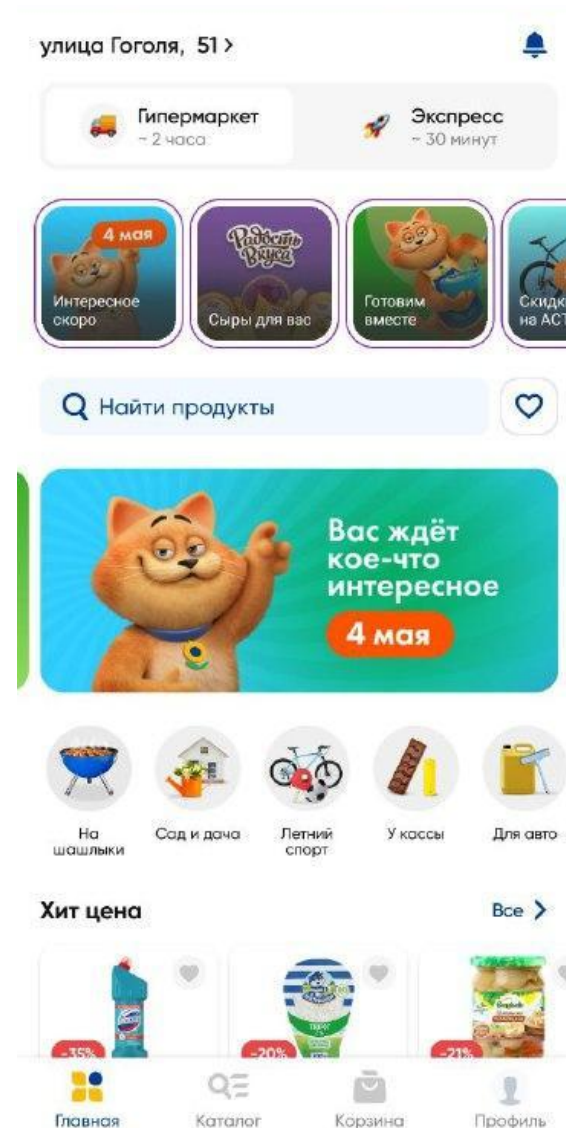 улица Гоголя, 51 >
Гипермаркет
~ 2 часа
Экспресс
~ 30 минут
4 мая
Интересное
скоро
Радость
Вкуса
Сыры для вас
Готовим
вместе
Скидк
на АСТ
Найти продукты
Вас ждёт
кое-что
интересное
4 мая
На
шашлыки
Сад и дача
Летний
спорт
У кассы
Для авто
Хит цена
Все >
-35%
-20%
-21%
Главная
Каталог
Корзина
Профиль